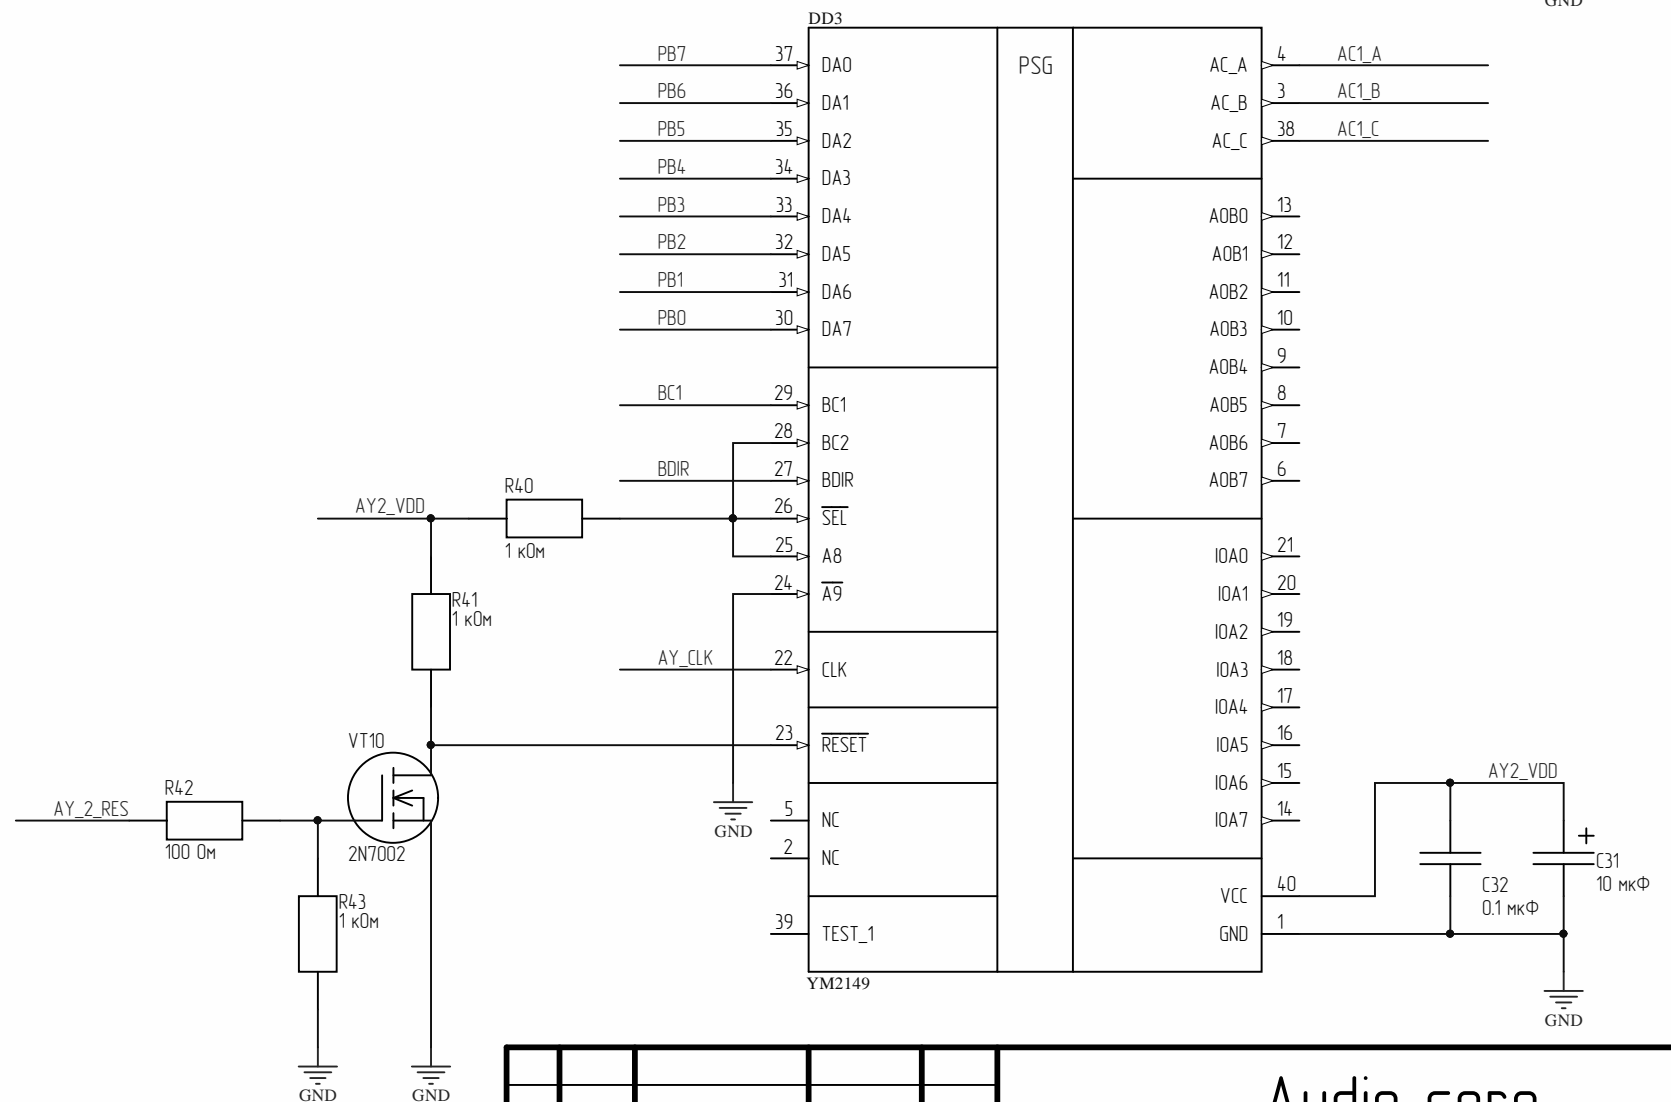 GND
DD3
PB7 37 DA0 PSG AC_A 4 AC1_A
PB6 36 DA1 AC_B 3 AC1_B
PB5 35 DA2 AC_C 38 AC1_C
PB4 34 DA3
PB3 33 DA4 AOB0 13
PB2 32 DA5 AOB1 12
PB1 31 DA6 AOB2 11
PB0 30 DA7 AOB3 10
AOB4 9
BC1 29 BC1 AOB5 8
28 BC2 AOB6 7
BDIR 27 BDIR AOB7 6
R40
AY2_VDD 26 SEL
1 кОм
25 A8 IOA0 21
24 A9 IOA1 20
R41
1 кОм
IOA2 19
AY_CLK 22 CLK IOA3 18
IOA4 17
VT10 23 RESET IOA5 16
R42 IOA6 15 AY2_VDD
AY_2_RES 5 NC IOA7 14
GND
100 Ом 2N7002 2 NC
+
C31
10 мкФ
C32
0.1 мкФ
VCC 40
R43
1 кОм
39 TEST_1 GND 1
YM2149
GND
GND GND
Audio core